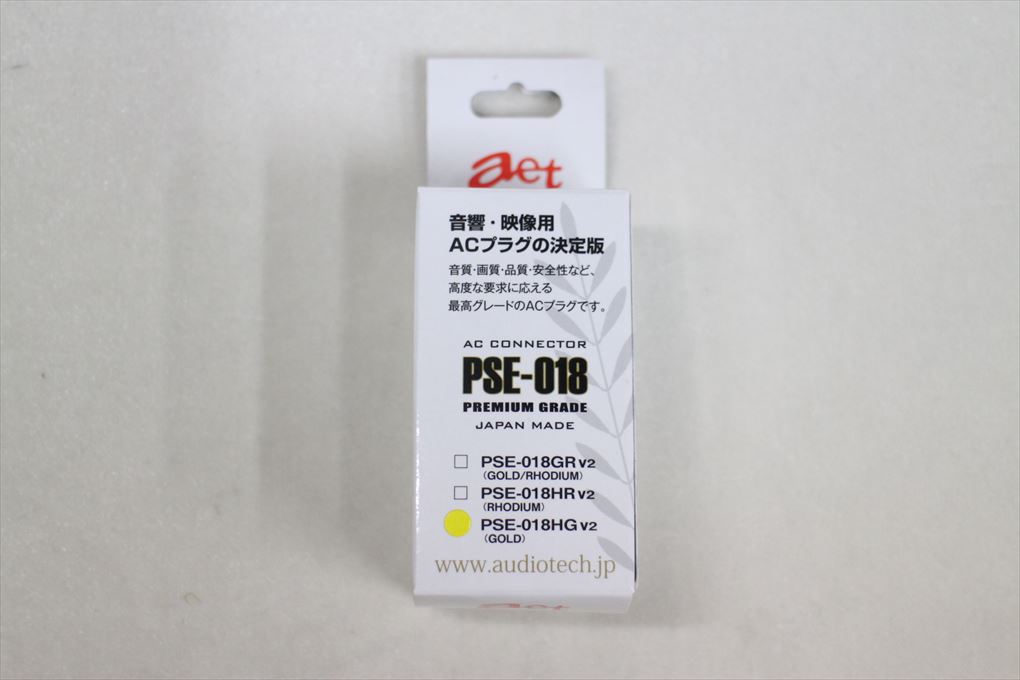 aet
音響・映像用
ACプラグの決定版
音質・画質・品質・安全性など、
高度な要求に応える
最高グレードのACプラグです。
AC CONNECTOR
PSE-018
PREMIUM GRADE
JAPAN MADE
PSE-018GR V2
(GOLD/RHODIUM)
PSE-018HR V2
(RHODIUM)
PSE-018HG V2
(GOLD)
www.audiotech.jp
aet